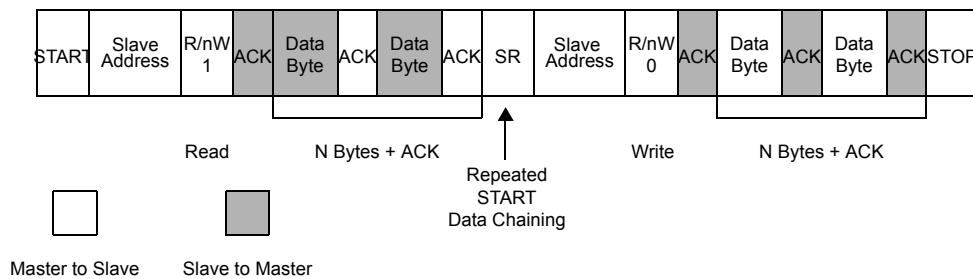 START Slave Address R/nW 1 ACK Data Byte ACK Data Byte ACK SR Slave Address R/nW 0 ACK Data Byte ACK Data Byte ACK STOP
Read N Bytes + ACK Write N Bytes + ACK
Repeated
START
Data Chaining
Master to Slave Slave to Master